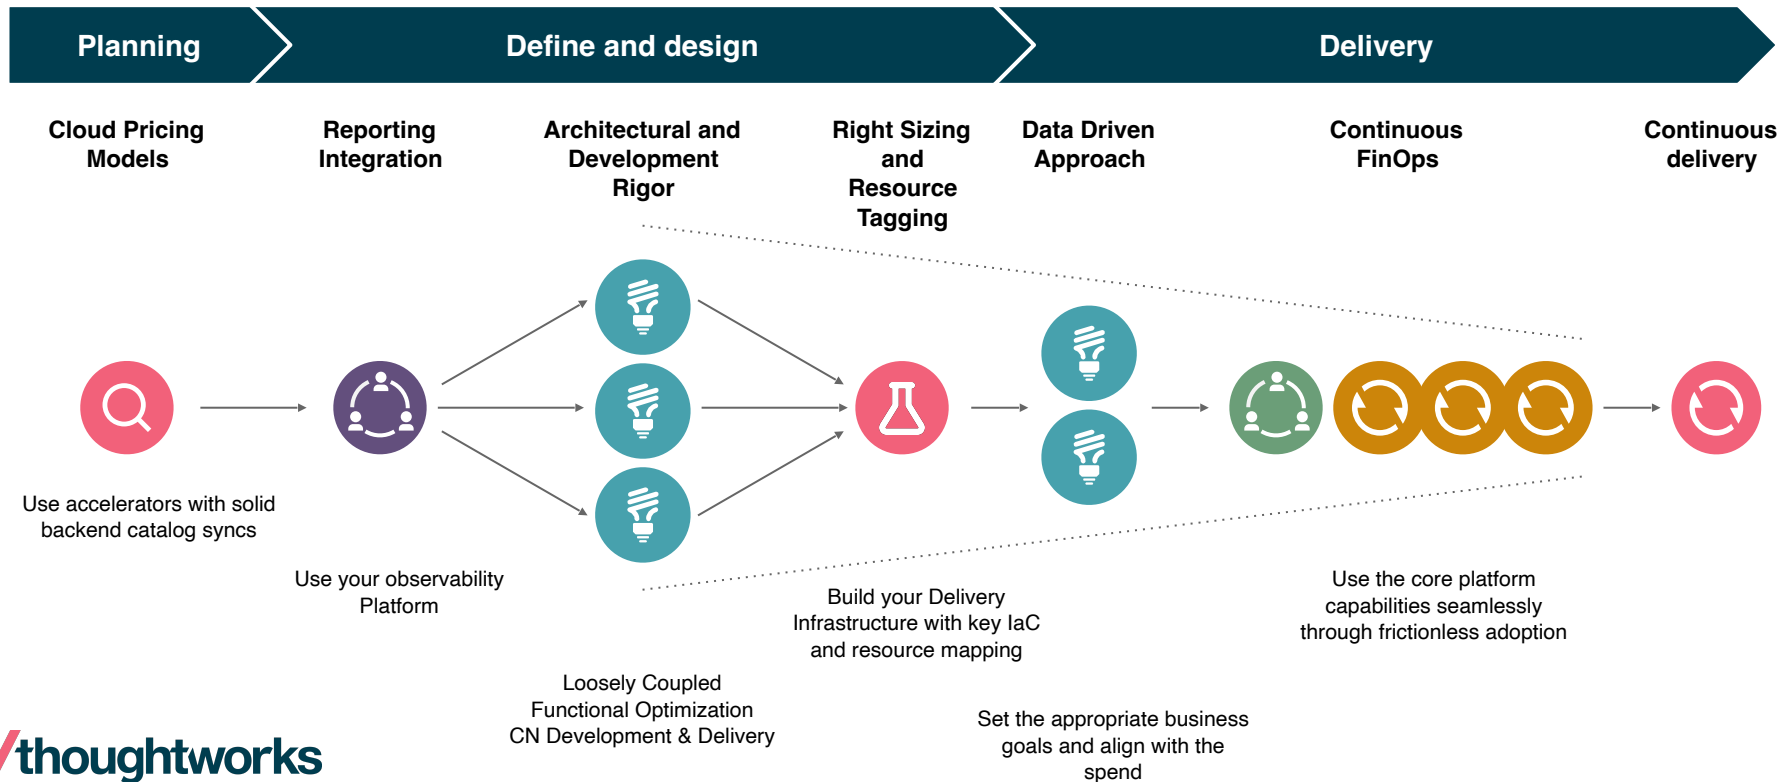 Planning
Define and design
Delivery
Cloud Pricing
Models
Reporting
Integration
Architectural and
Development
Rigor
Right Sizing
and
Resource
Tagging
Data Driven
Approach
Continuous
FinOps
Continuous
delivery
Use accelerators with solid
backend catalog syncs
Use your observability
Platform
Loosely Coupled
Functional Optimization
CN Development & Delivery
Build your Delivery
Infrastructure with key IaC
and resource mapping
Set the appropriate business
goals and align with the
spend
Use the core platform
capabilities seamlessly
through frictionless adoption
/thoughtworks